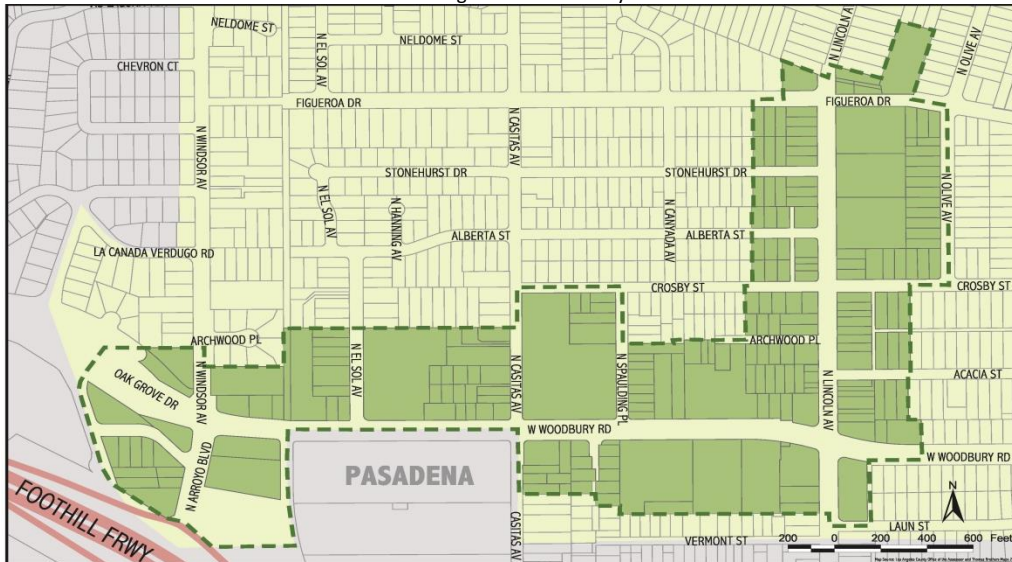 NELDOME ST
N EL SOL AV
NELDOME ST
N LINCOLN AV
N OLIVE AV
CHEVRON CT
FIGUEROA DR
FIGUEROA DR
N WINDSOR AV
N CASITAS AV
STONEHURST DR
STONEHURST DR
N EL SOL AV
N HANNING AV
N CANYADA AV
N OLIVE AV
ALBERTA ST
ALBERTA ST
LA CANADA VERDUGO RD
CROSBY ST
CROSBY ST
ARCHWOOD PL
ARCHWOOD PL
OAK GROVE DR
N WINDSOR AV
N EL SOL AV
N CASITAS AV
N SPAULDING PL
N LINCOLN AV
ACACIA ST
W WOODBURY RD
W WOODBURY RD
N ARROYO BLVD
PASADENA
FOOTHILL FRWY
CASITAS AV
VERMONT ST
LAUN ST
N
200 0 200 400 600 Feet